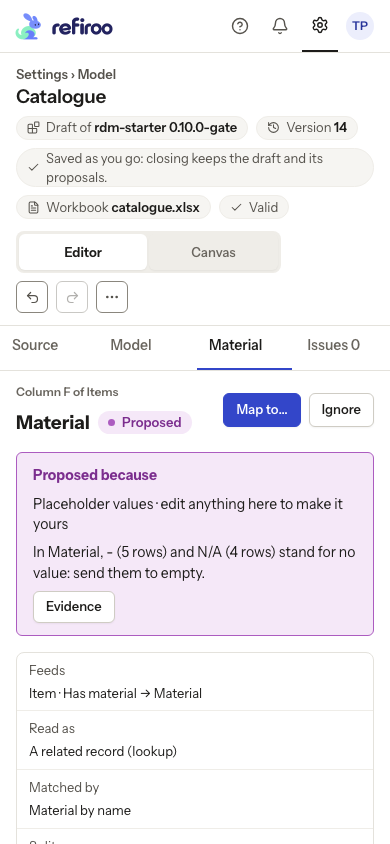 refiroo
TP
Settings › Model
Catalogue
Draft of rdm-starter 0.10.0-gate
Version 14
Saved as you go: closing keeps the draft and its
proposals.
Workbook catalogue.xlsx
Valid
Editor
Canvas
Source
Model
Material
Issues 0
Column F of Items
Material
Proposed
Map to...
Ignore
Proposed because
Placeholder values · edit anything here to make it
yours
In Material, - (5 rows) and N/A (4 rows) stand for no
value: send them to empty.
Evidence
Feeds
Item · Has material → Material
Read as
A related record (lookup)
Matched by
Material by name